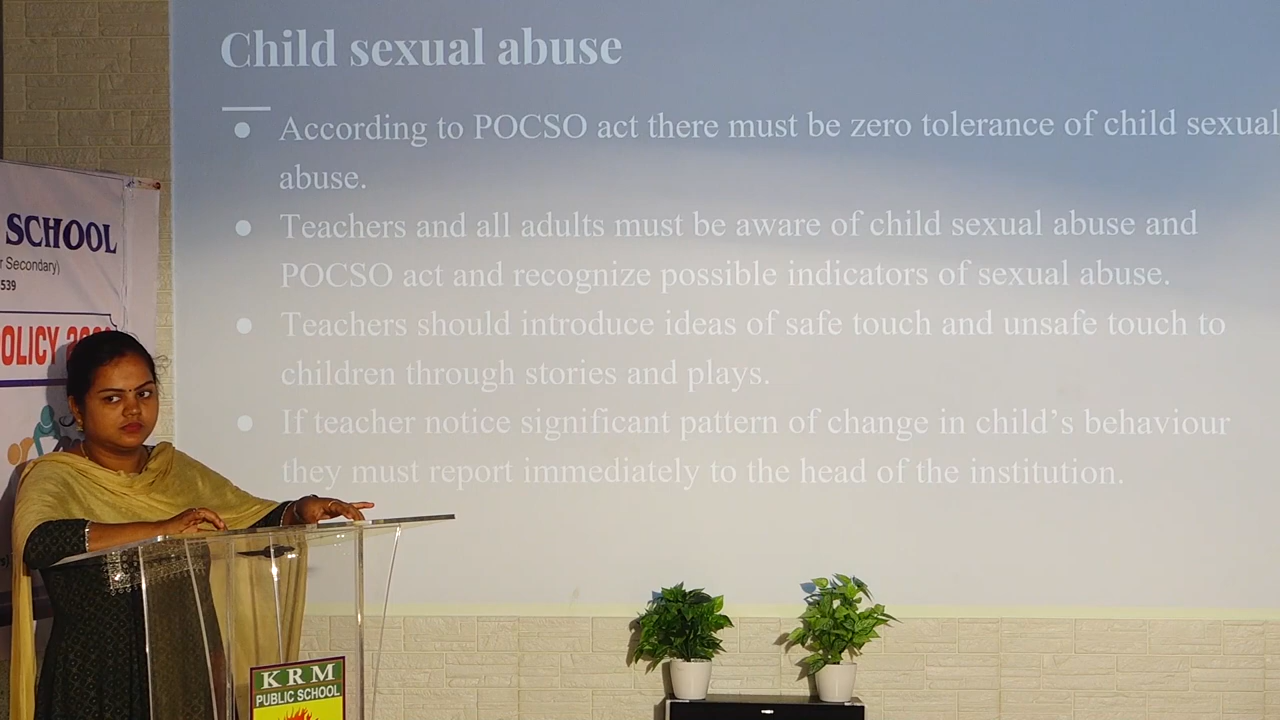 Child sexual abuse
● According to POCSO act there must be zero tolerance of child sexual
abuse.
● Teachers and all adults must be aware of child sexual abuse and
POCSO act and recognize possible indicators of sexual abuse.
● Teachers should introduce ideas of safe touch and unsafe touch to
children through stories and plays.
● If teacher notice significant pattern of change in child’s behaviour
they must report immediately to the head of the institution.
SCHOOL
Secondary)
539
KRM
PUBLIC SCHOOL